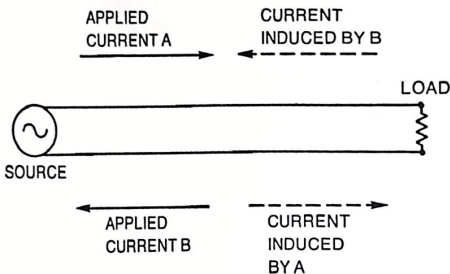 APPLIED
CURRENT A
CURRENT
INDUCED BY B
LOAD
SOURCE
APPLIED
CURRENT B
CURRENT
INDUCED
BY A